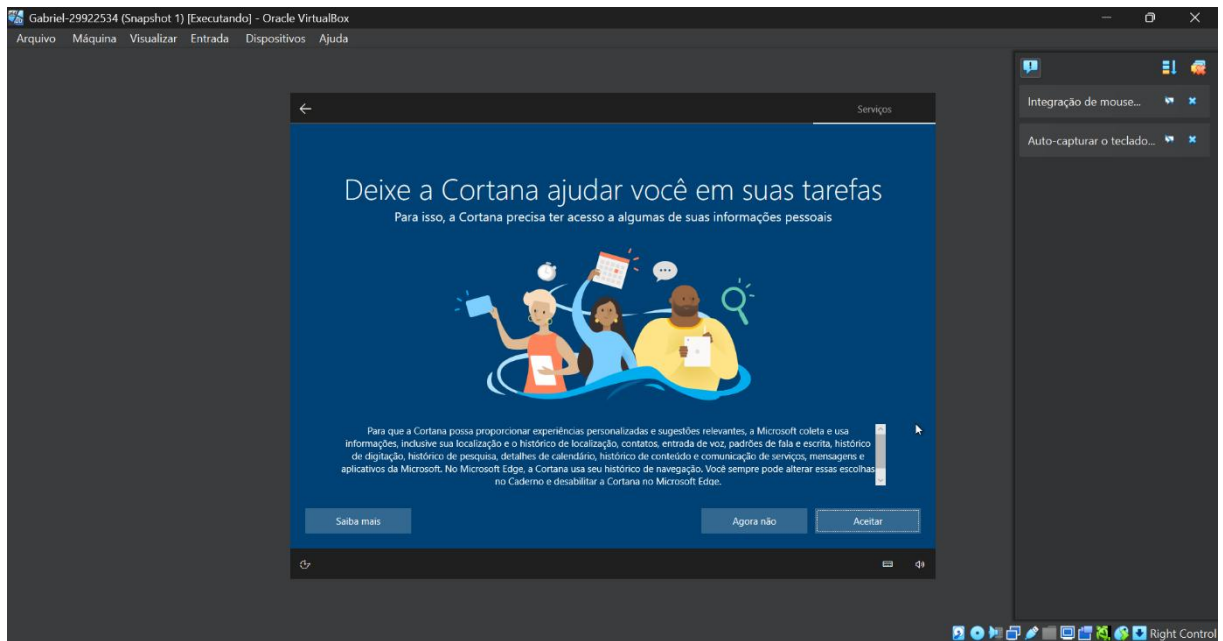 Gabriel-29922534 (Snapshot 1) [Executando] - Oracle VirtualBox
Arquivo Máquina Visualizar Entrada Dispositivos Ajuda
Integração de mouse...
Auto-capturar o teclado...
Serviços
Deixe a Cortana ajudar você em suas tarefas
Para isso, a Cortana precisa ter acesso a algumas de suas informações pessoais
Para que a Cortana possa proporcionar experiências personalizadas e sugestões relevantes, a Microsoft coleta e usa
informações, inclusive sua localização e o histórico de localização, contatos, entrada de voz, padrões de fala e escrita, histórico
de digitação, histórico de pesquisa, detalhes de calendário, histórico de conteúdo e comunicação de serviços, mensagens e
aplicativos da Microsoft. No Microsoft Edge, a Cortana usa seu histórico de navegação. Você sempre pode alterar essas escolhas
no Caderno e desabilitar a Cortana no Microsoft Edge.
Saiba mais
Agora não
Aceitar
Right Control